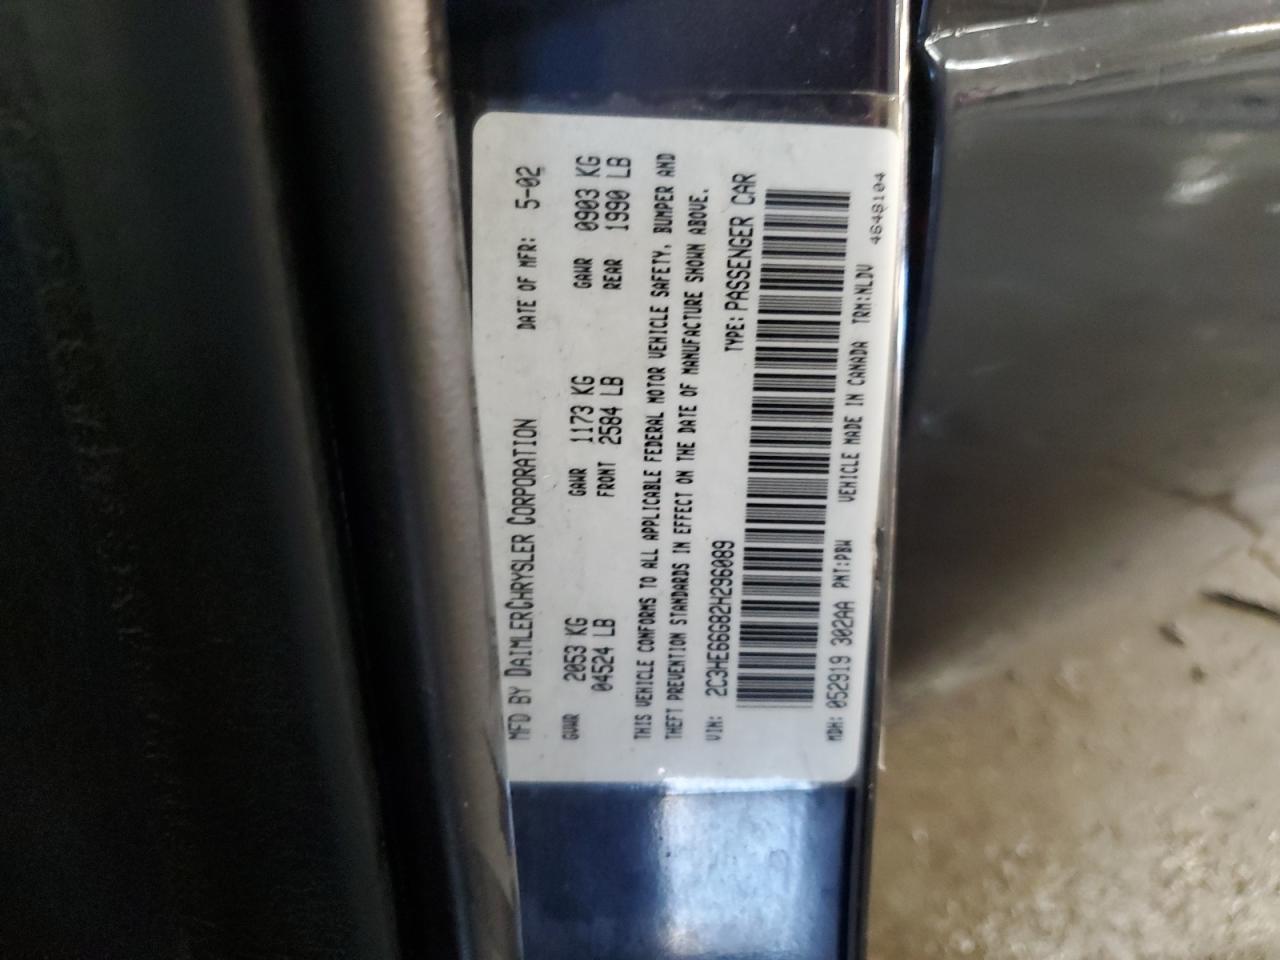 MFD BY DAIMLERCHRYSLER CORPORATION DATE OF MFR: 5-02
GVWR 2053 KG GAWR 1173 KG GAWR 0903 KG
04524 LB FRONT 2584 LB REAR 1990 LB
THIS VEHICLE CONFORMS TO ALL APPLICABLE FEDERAL MOTOR VEHICLE SAFETY, BUMPER AND
THEFT PREVENTION STANDARDS IN EFFECT ON THE DATE OF MANUFACTURE SHOWN ABOVE.
VIN: 2C3HE66G82H296089 TYPE: PASSENGER CAR
MDH: 052919 302AA PNT:PBW VEHICLE MADE IN CANADA TRM:NLDV
4648104